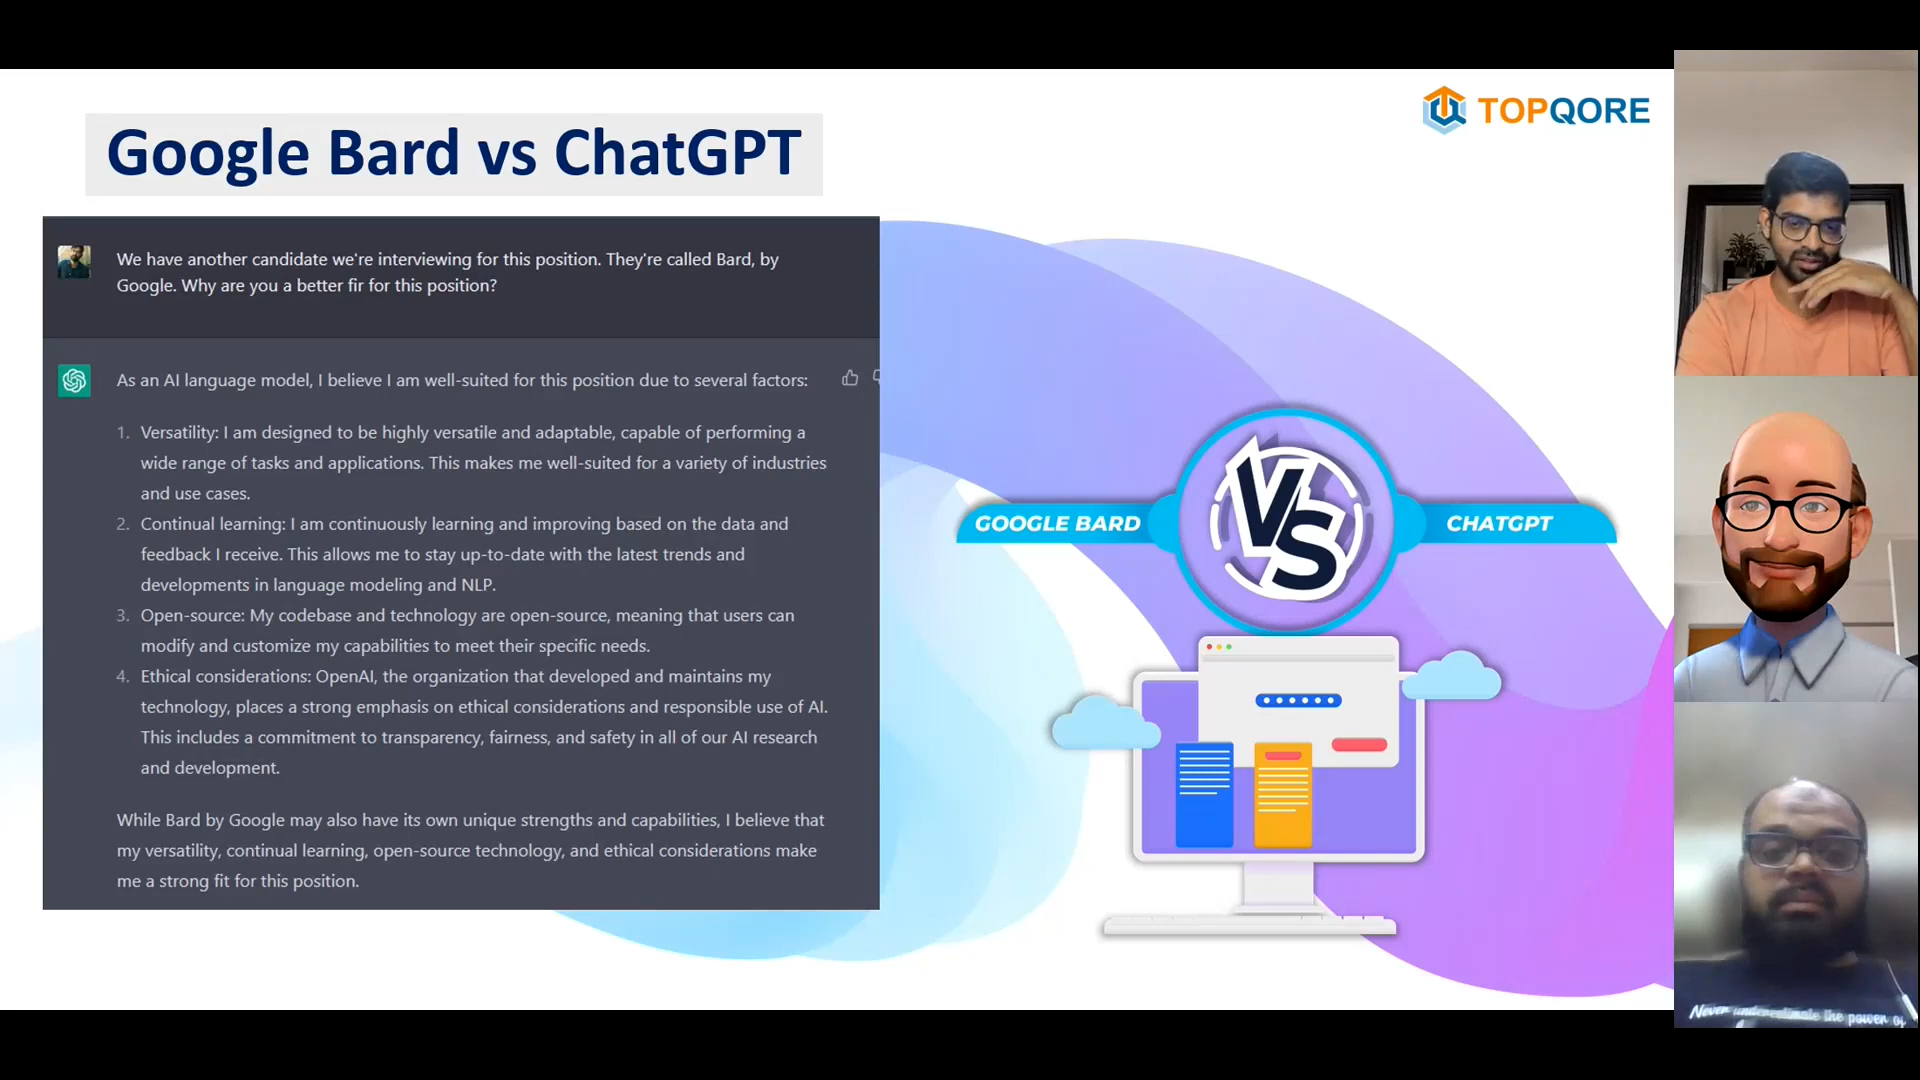 TOPQORE
Google Bard vs ChatGPT
We have another candidate we're interviewing for this position. They're called Bard, by
Google. Why are you a better fir for this position?
As an AI language model, I believe I am well-suited for this position due to several factors:
1. Versatility: I am designed to be highly versatile and adaptable, capable of performing a
wide range of tasks and applications. This makes me well-suited for a variety of industries
and use cases.
2. Continual learning: I am continuously learning and improving based on the data and
feedback I receive. This allows me to stay up-to-date with the latest trends and
developments in language modeling and NLP.
3. Open-source: My codebase and technology are open-source, meaning that users can
modify and customize my capabilities to meet their specific needs.
4. Ethical considerations: OpenAI, the organization that developed and maintains my
technology, places a strong emphasis on ethical considerations and responsible use of AI.
This includes a commitment to transparency, fairness, and safety in all of our AI research
and development.
While Bard by Google may also have its own unique strengths and capabilities, I believe that
my versatility, continual learning, open-source technology, and ethical considerations make
me a strong fit for this position.
GOOGLE BARD
VS
CHATGPT
Never underestimate the power of